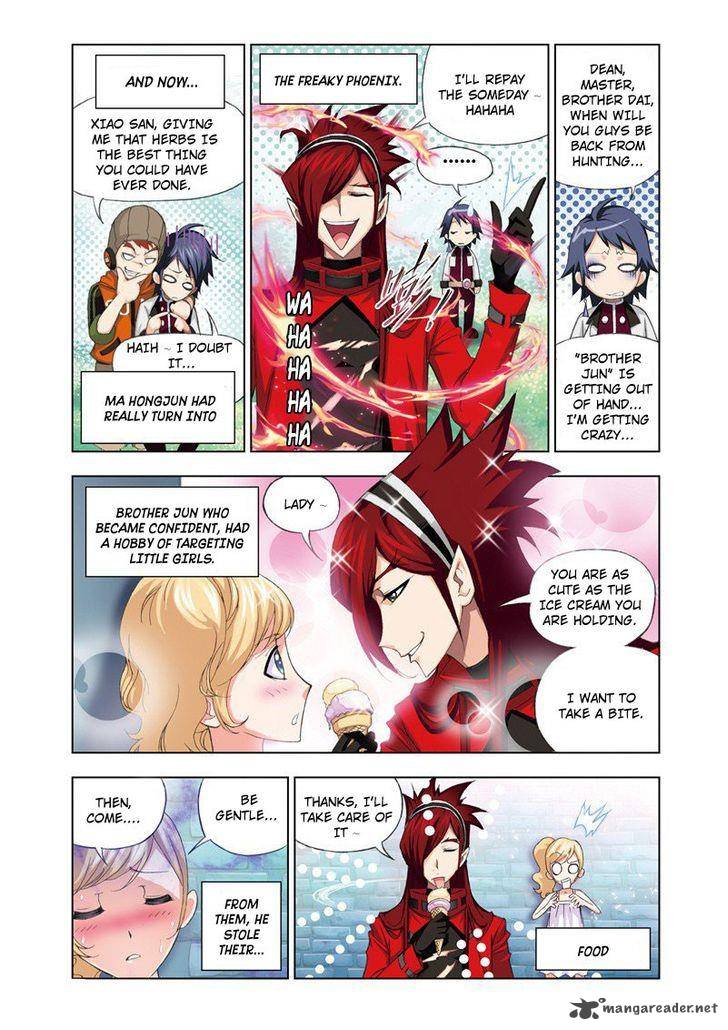 AND NOW...
XIAO SAN, GIVING
ME THAT HERBS IS
THE BEST THING
YOU COULD HAVE
EVER DONE.
HAIH ~ I DOUBT
IT...
MA HONGJUN HAD
REALLY TURN INTO
THE FREAKY PHOENIX.
I'LL REPAY
THE SOMEDAY ~
HAHAHA
.......
WA
HA
HA
HA
HA
HA
DEAN,
MASTER,
BROTHER DAI,
WHEN WILL
YOU GUYS BE
BACK FROM
HUNTING...
"BROTHER
JUN" IS
GETTING OUT
OF HAND...
I'M GETTING
CRAZY...
BROTHER JUN WHO
BECAME CONFIDENT, HAD
A HOBBY OF TARGETING
LITTLE GIRLS.
LADY ~
YOU ARE AS
CUTE AS THE
ICE CREAM YOU
ARE HOLDING.
I WANT TO
TAKE A BITE.
THEN,
COME....
BE
GENTLE...
FROM
THEM, HE
STOLE
THEIR...
THANKS, I'LL
TAKE CARE OF
IT ~
FOOD
mangareader.net